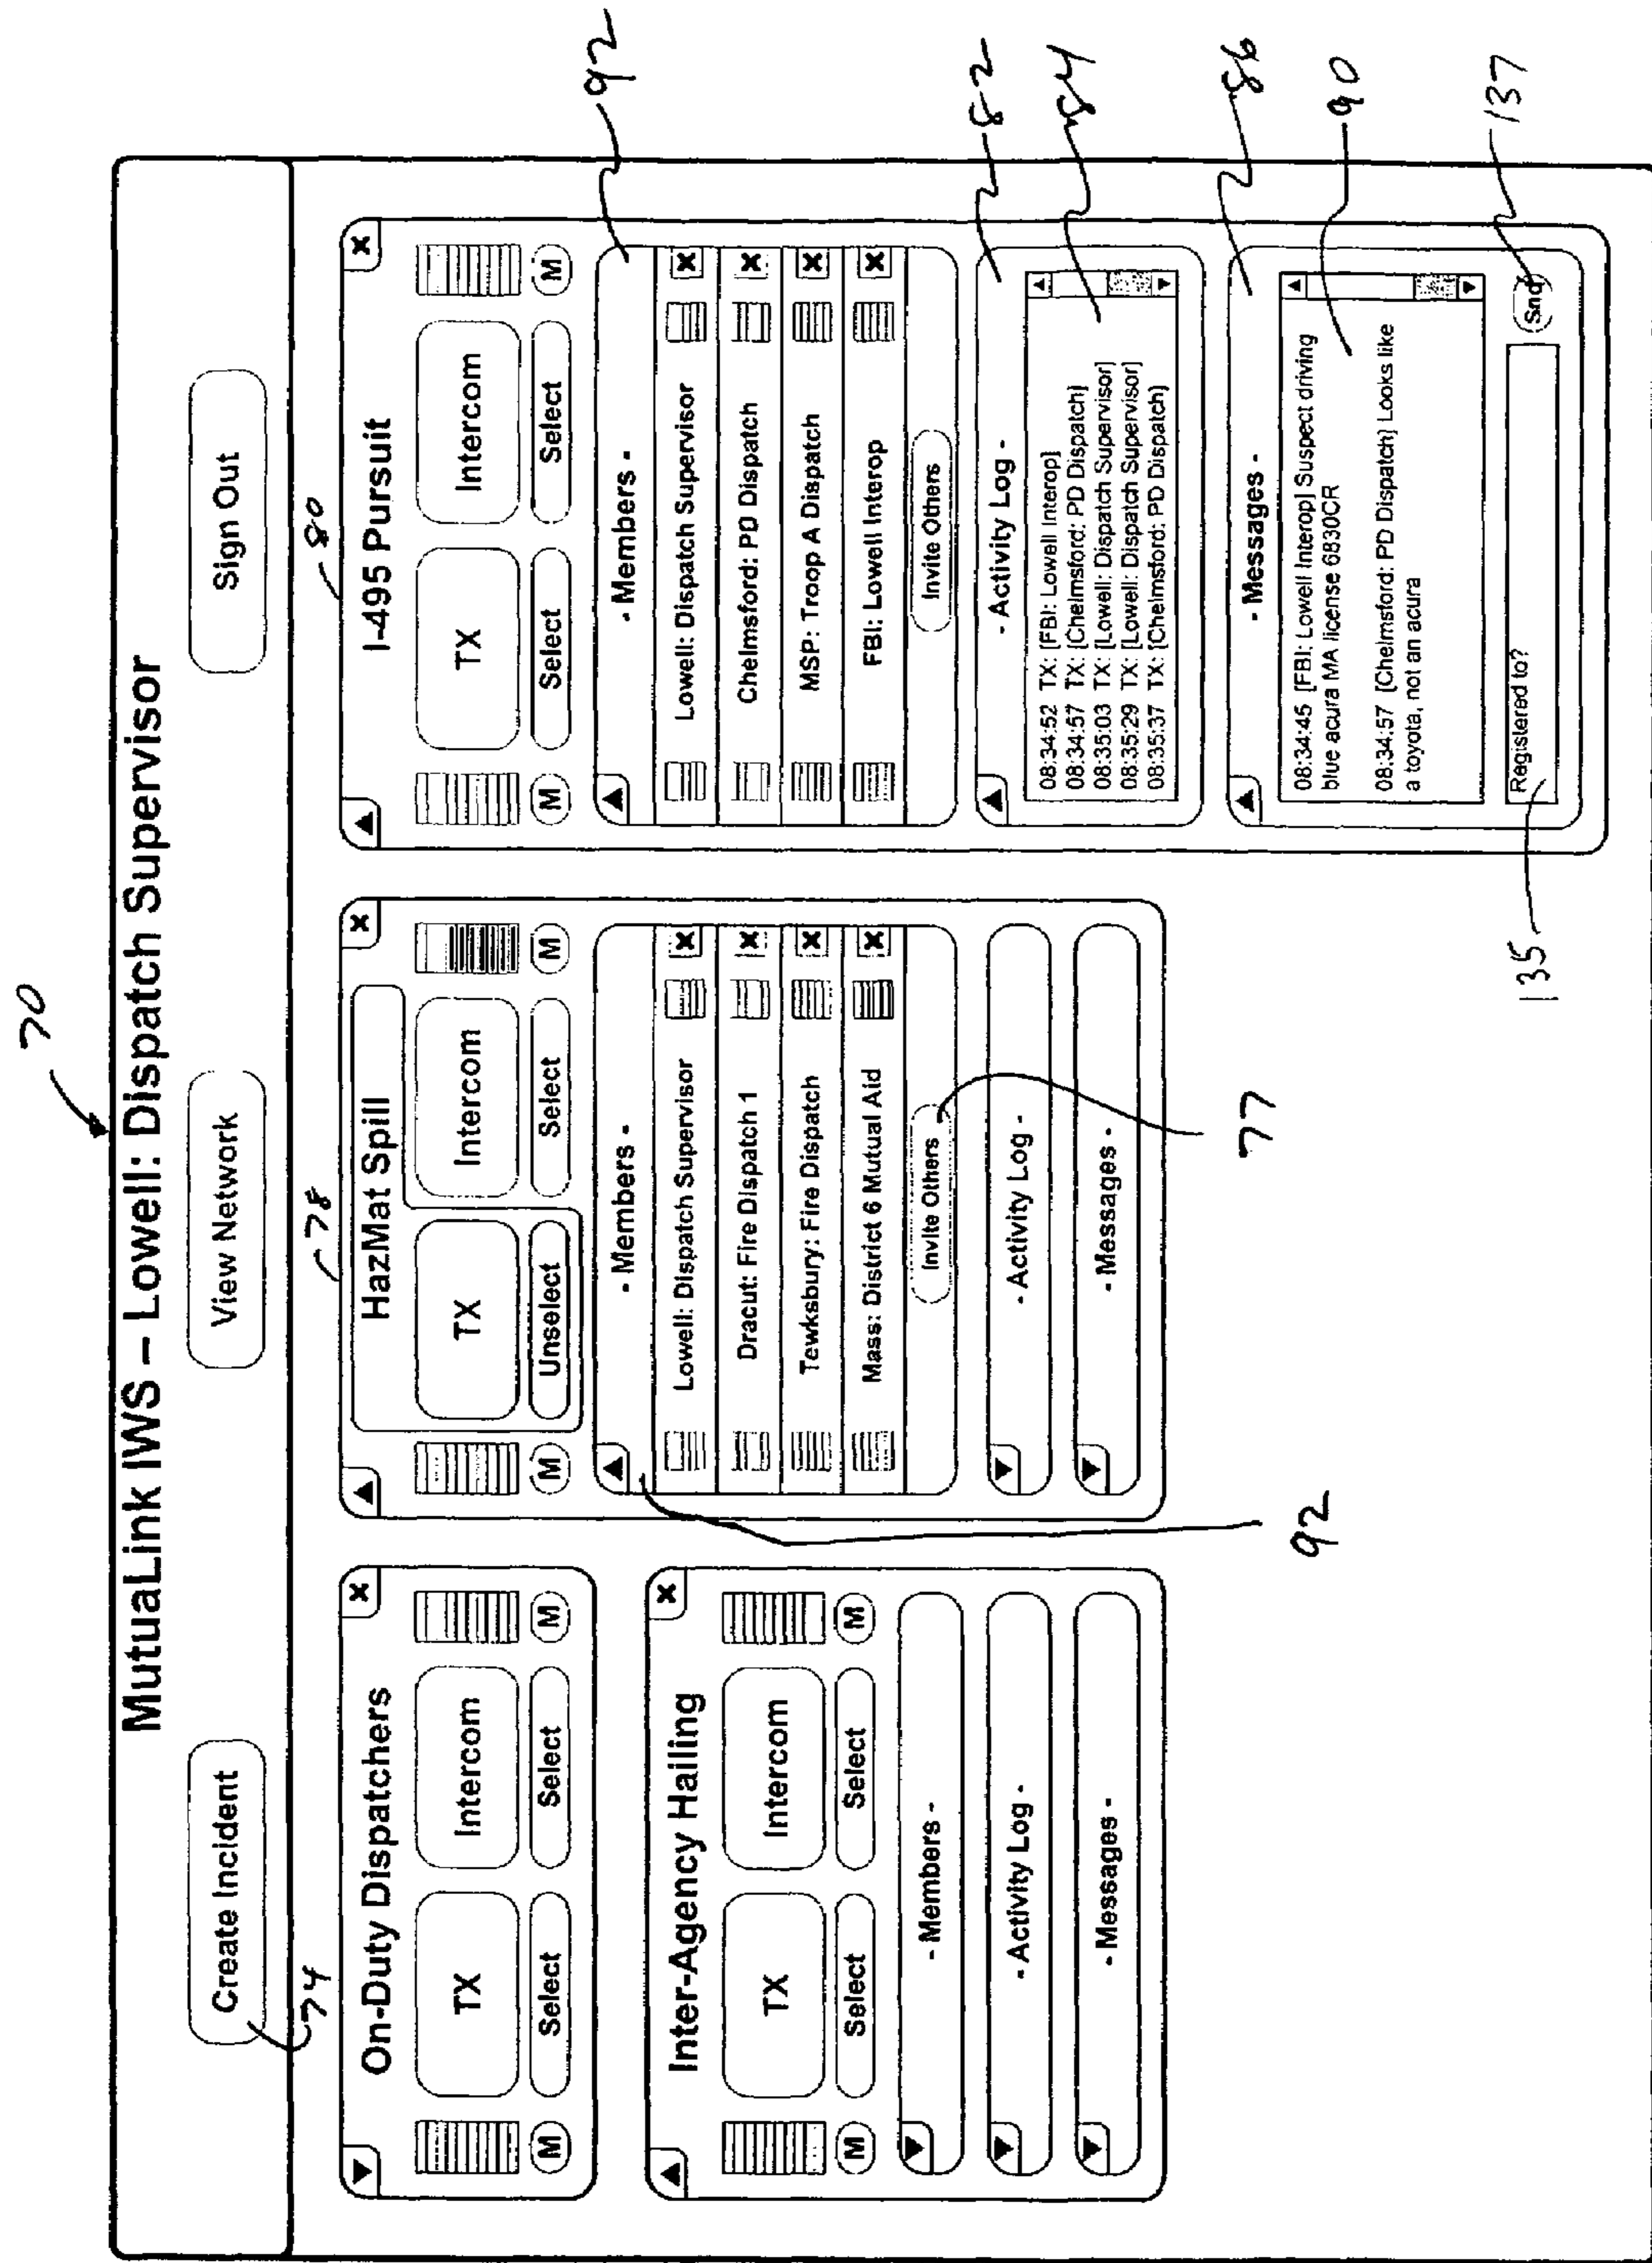 70
MutuaLink IWS – Lowell: Dispatch Supervisor
Create Incident
View Network
Sign Out
74
78
80
On-Duty Dispatchers
TX
Intercom
M
Select
Select
M
Inter-Agency Hailing
TX
Intercom
M
Select
Select
M
- Members -
- Activity Log -
- Messages -
HazMat Spill
TX
Intercom
M
Unselect
Select
M
- Members -
Lowell: Dispatch Supervisor
Dracut: Fire Dispatch 1
Tewksbury: Fire Dispatch
Mass: District 6 Mutual Aid
Invite Others
- Activity Log -
- Messages -
92
77
I-495 Pursuit
TX
Intercom
M
Select
Select
M
- Members -
92
Lowell: Dispatch Supervisor
Chelmsford: PD Dispatch
MSP: Troop A Dispatch
FBI: Lowell Interop
Invite Others
- Activity Log -
82
08:34:52 TX: [FBI: Lowell Interop]
08:34:57 TX: [Chelmsford: PD Dispatch]
08:35:03 TX: [Lowell: Dispatch Supervisor]
08:35:29 TX: [Lowell: Dispatch Supervisor]
08:35:37 TX: [Chelmsford: PD Dispatch]
84
- Messages -
86
08:34:45 [FBI: Lowell Interop] Suspect driving
blue acura MA license 6830CR
08:34:57 [Chelmsford: PD Dispatch] Looks like
a toyota, not an acura
90
Registered to?
Snd
135
137